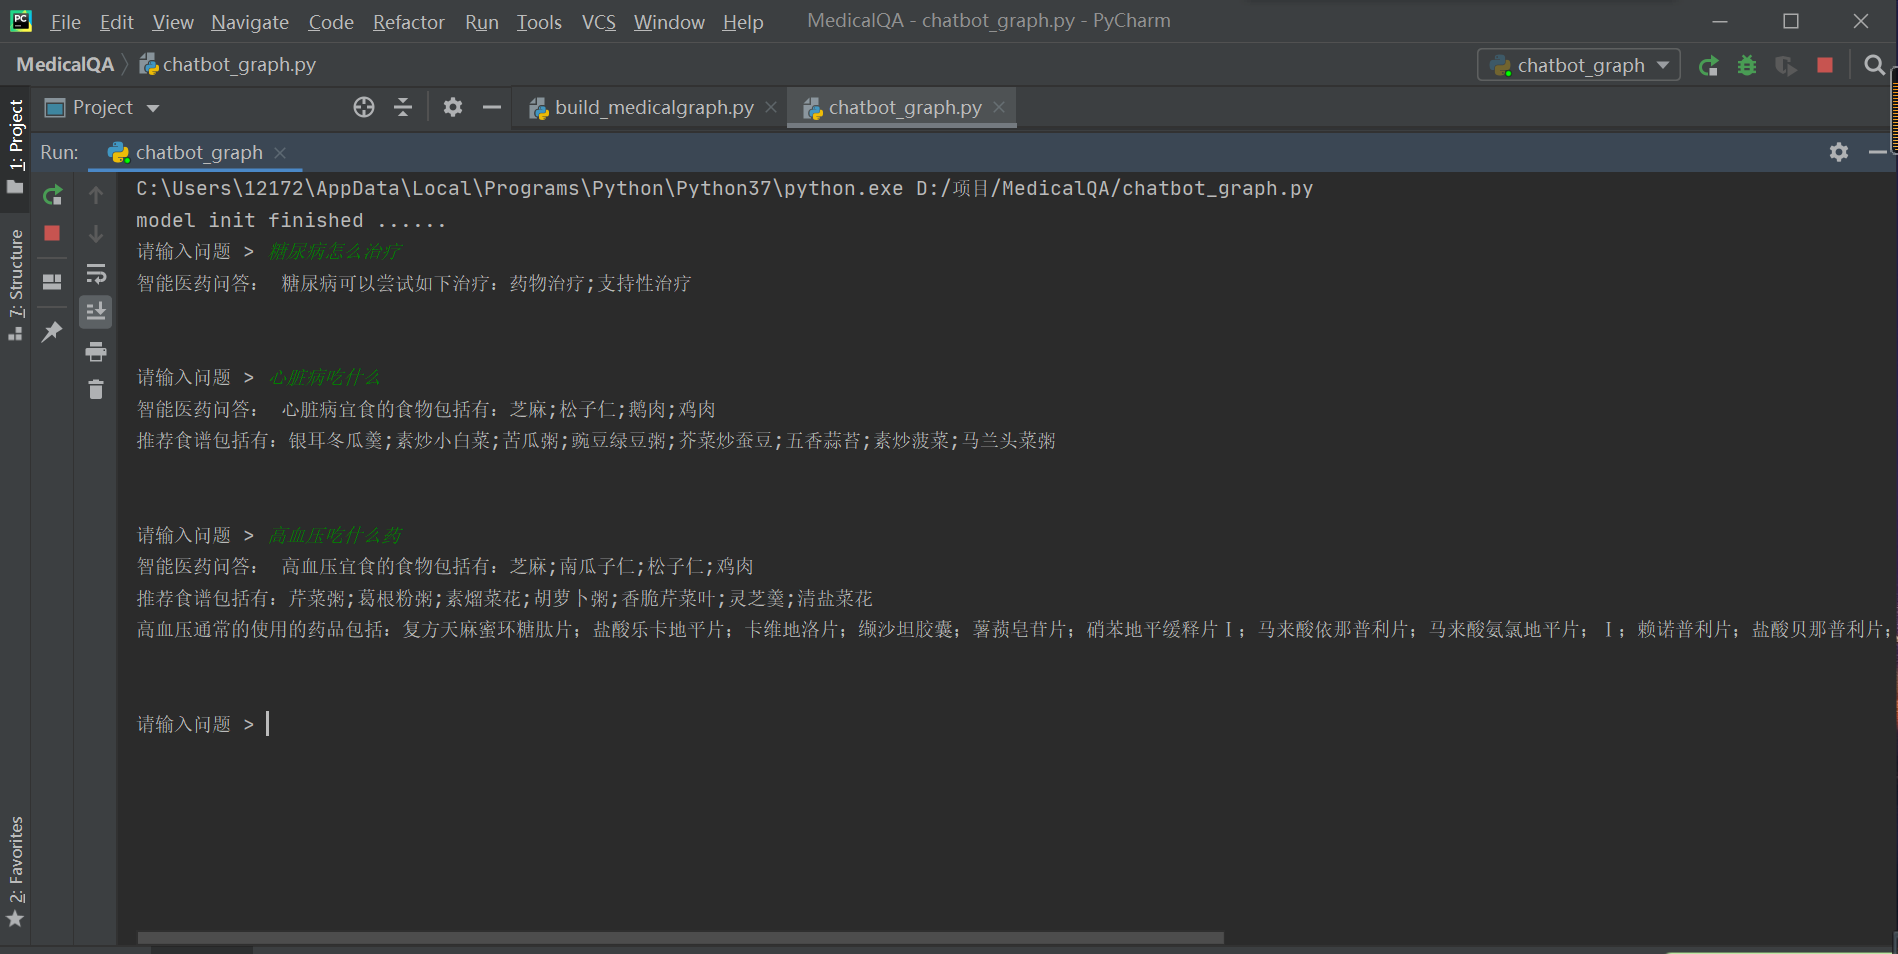 File Edit View Navigate Code Refactor Run Tools VCS Window Help MedicalQA - chatbot_graph.py - PyCharm
MedicalQA chatbot_graph.py chatbot_graph
Project build_medicalgraph.py chatbot_graph.py
Run: chatbot_graph
1: Project
7: Structure
2: Favorites
C:\Users\12172\AppData\Local\Programs\Python\Python37\python.exe D:/项目/MedicalQA/chatbot_graph.py
model init finished ......
请输入问题 > 糖尿病怎么治疗
智能医药问答: 糖尿病可以尝试如下治疗：药物治疗;支持性治疗
请输入问题 > 心脏病吃什么
智能医药问答: 心脏病宜食的食物包括有：芝麻;松子仁;鹅肉;鸡肉
推荐食谱包括有：银耳冬瓜羹;素炒小白菜;苦瓜粥;豌豆绿豆粥;芥菜炒蚕豆;五香蒜苔;素炒菠菜;马兰头菜粥
请输入问题 > 高血压吃什么药
智能医药问答: 高血压宜食的食物包括有：芝麻;南瓜子仁;松子仁;鸡肉
推荐食谱包括有：芹菜粥;葛根粉粥;素熘菜花;胡萝卜粥;香脆芹菜叶;灵芝羹;清盐菜花
高血压通常的使用的药品包括：复方天麻蜜环糖肽片；盐酸乐卡地平片；卡维地洛片；缬沙坦胶囊；薯蓣皂苷片；硝苯地平缓释片Ⅰ；马来酸依那普利片；马来酸氨氯地平片；Ⅰ；赖诺普利片；盐酸贝那普利片；
请输入问题 >